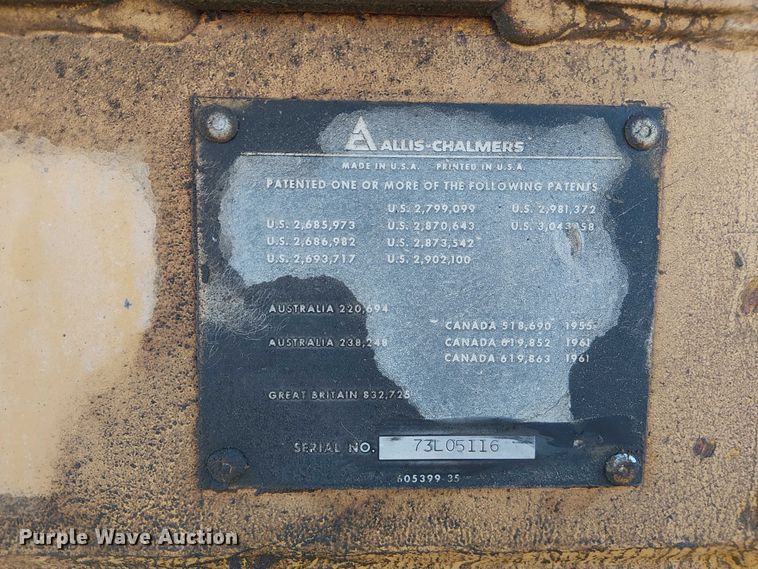 ALLIS-CHALMERS
MADE IN U.S.A. PRINTED IN U.S.A.
PATENTED ONE OR MORE OF THE FOLLOWING PATENTS
U.S. 2,799,099 U.S. 2,981,372
U.S. 2,685,973 U.S. 2,870,643 U.S.
U.S. 2,686,982 U.S. 2,873,542
U.S. 2,693,717 U.S. 2,902,100
AUSTRALIA 220,694
CANADA 518,690 1955
AUSTRALIA 238,248 CANADA 619,852 1961
CANADA 619,863 1961
GREAT BRITAIN 832,725
SERIAL NO. 73L05116
605399-35
Purple Wave Auction